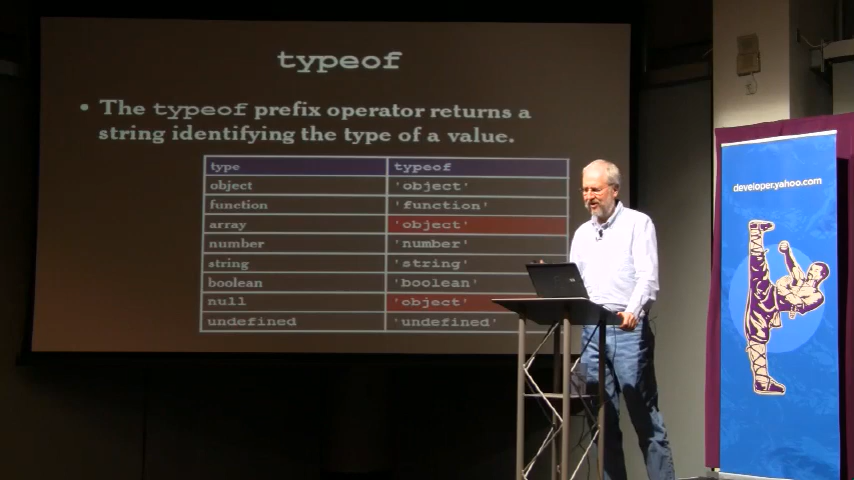 typeof
• The typeof prefix operator returns a
string identifying the type of a value.
type typeof
object 'object'
function 'function'
array 'object'
number 'number'
string 'string'
boolean 'boolean'
null 'object'
undefined 'undefined'
developer.yahoo.com